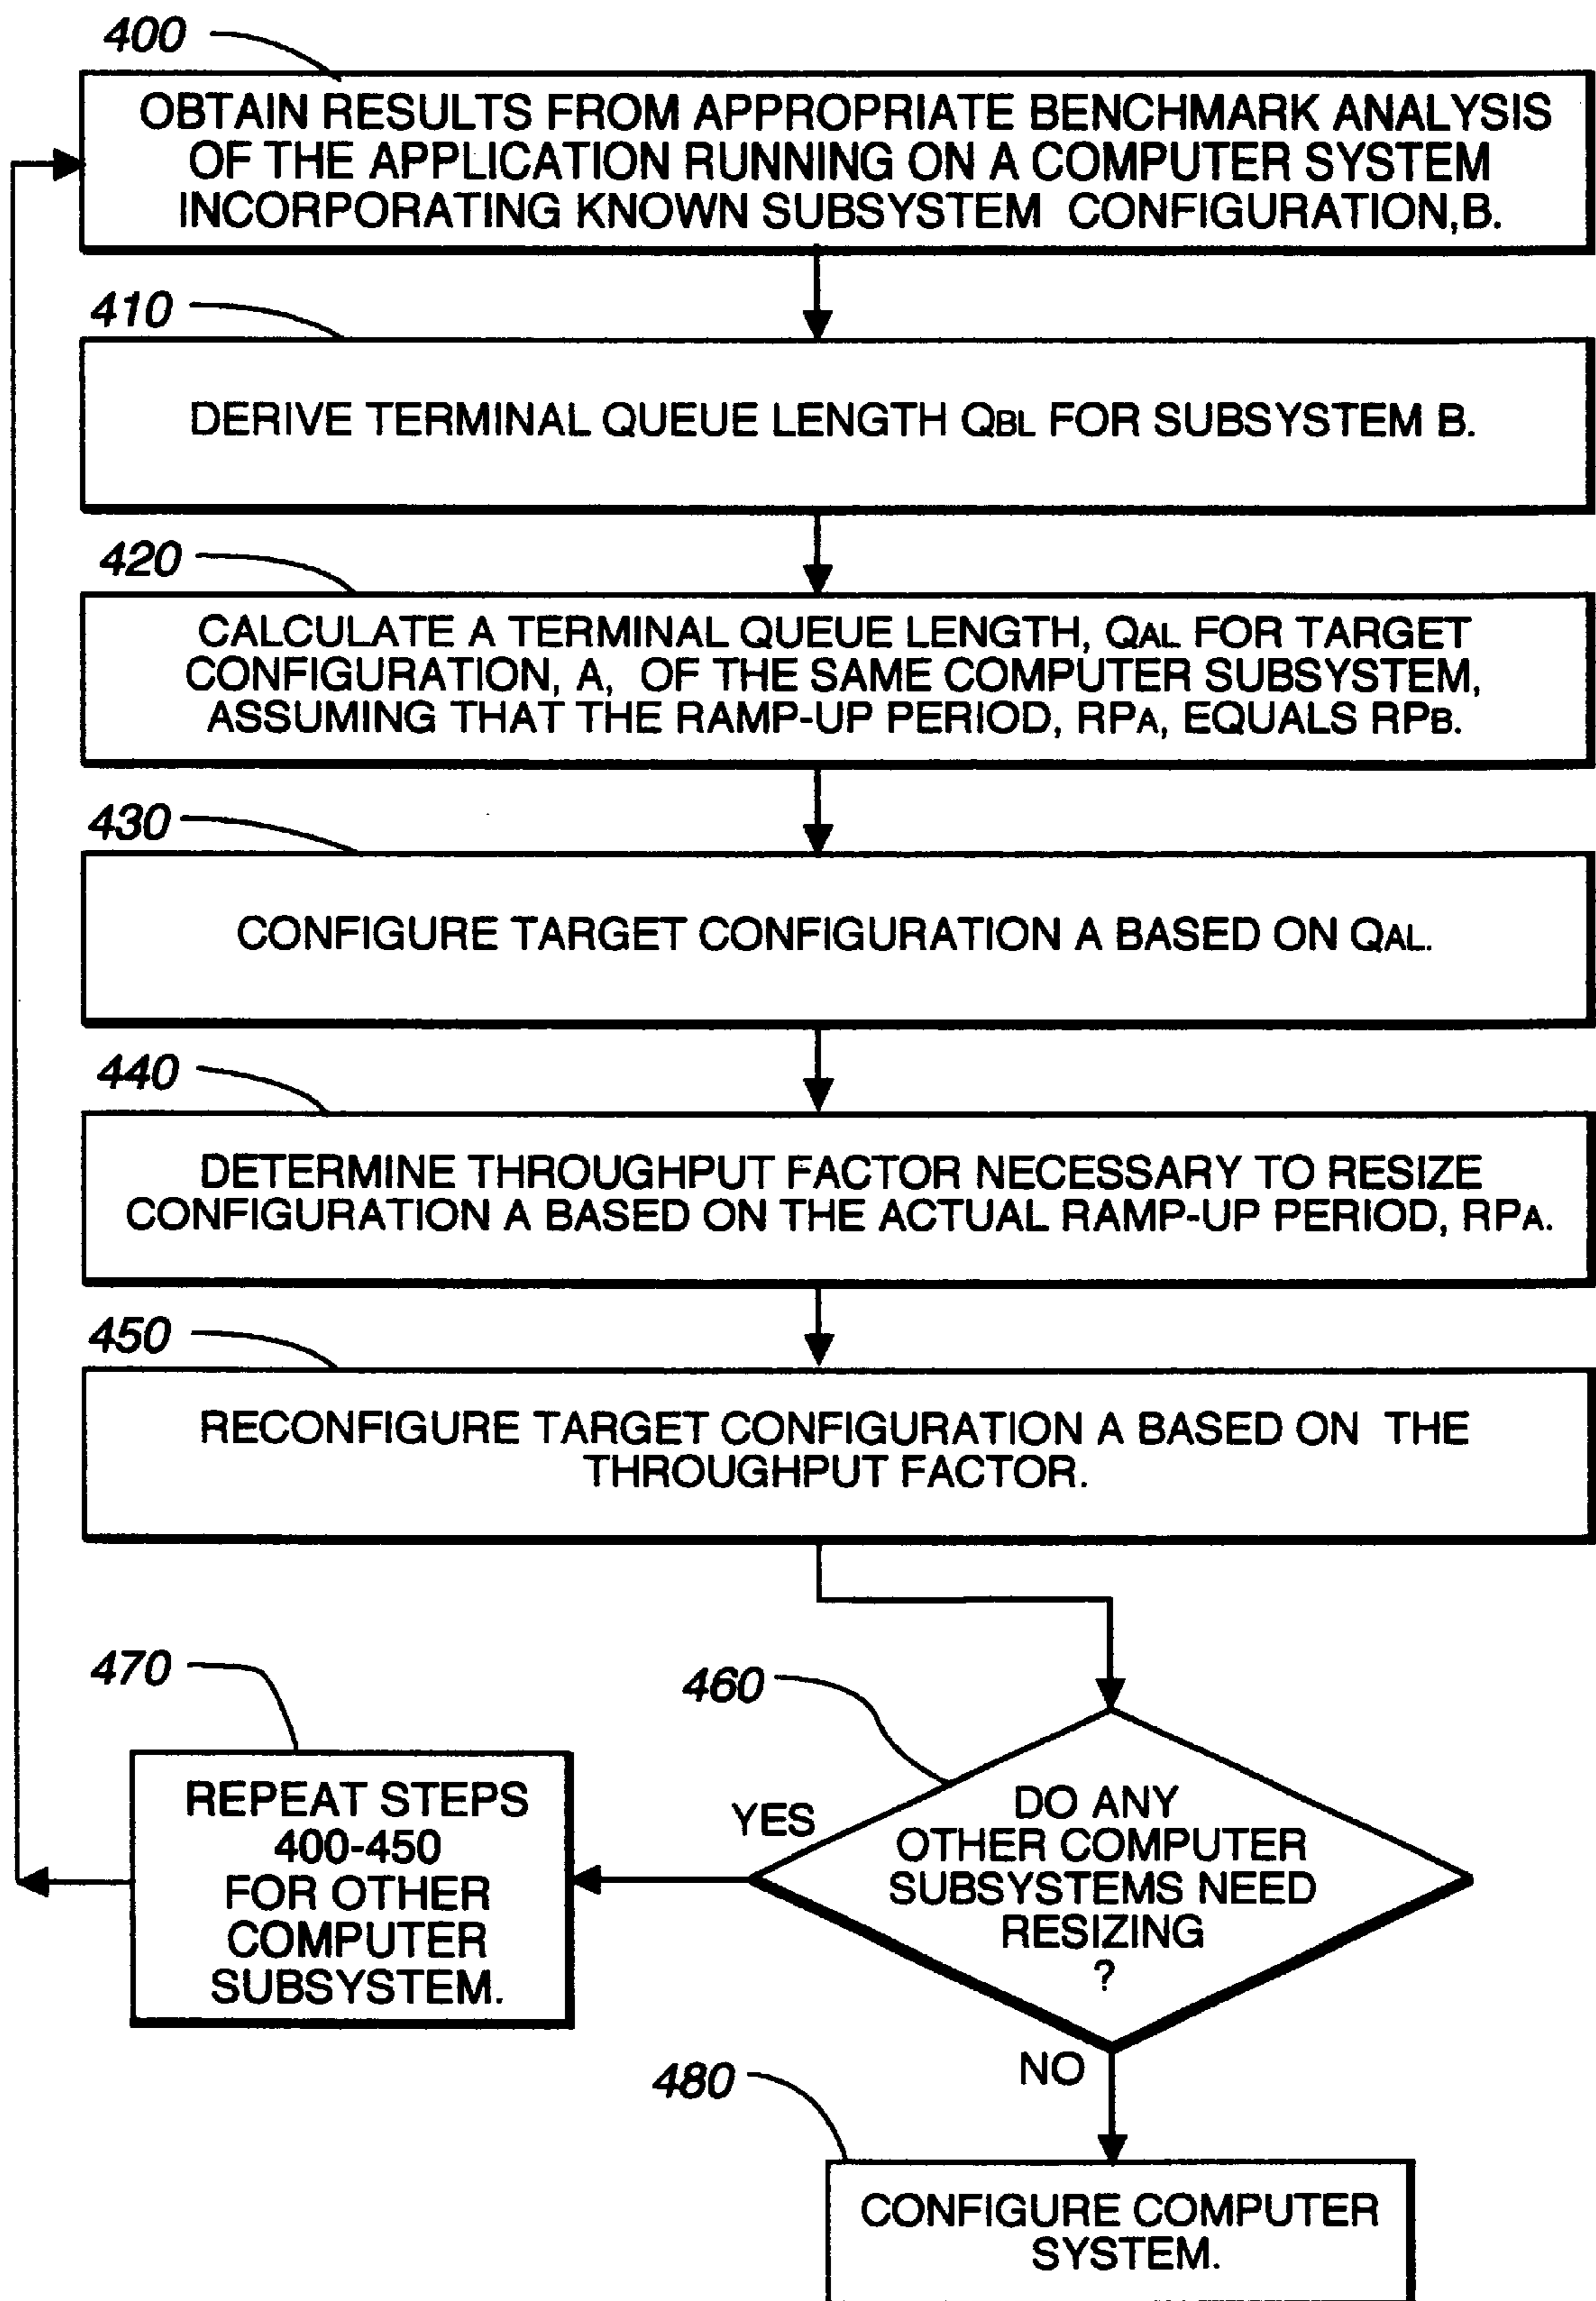 400
OBTAIN RESULTS FROM APPROPRIATE BENCHMARK ANALYSIS
OF THE APPLICATION RUNNING ON A COMPUTER SYSTEM
INCORPORATING KNOWN SUBSYSTEM CONFIGURATION,B.
410
DERIVE TERMINAL QUEUE LENGTH QBL FOR SUBSYSTEM B.
420
CALCULATE A TERMINAL QUEUE LENGTH, QAL FOR TARGET
CONFIGURATION, A, OF THE SAME COMPUTER SUBSYSTEM,
ASSUMING THAT THE RAMP-UP PERIOD, RPA, EQUALS RPB.
430
CONFIGURE TARGET CONFIGURATION A BASED ON QAL.
440
DETERMINE THROUGHPUT FACTOR NECESSARY TO RESIZE
CONFIGURATION A BASED ON THE ACTUAL RAMP-UP PERIOD, RPA.
450
RECONFIGURE TARGET CONFIGURATION A BASED ON THE
THROUGHPUT FACTOR.
460
DO ANY
OTHER COMPUTER
SUBSYSTEMS NEED
RESIZING
?
YES
470
REPEAT STEPS
400-450
FOR OTHER
COMPUTER
SUBSYSTEM.
NO
480
CONFIGURE COMPUTER
SYSTEM.